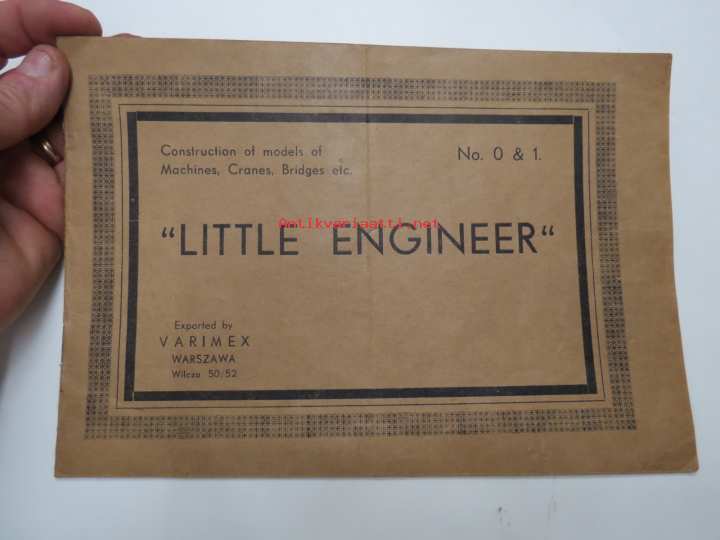 Construction of models of
Machines, Cranes, Bridges etc.
No. 0 & 1.
Antikvariaatti.net
"LITTLE ENGINEER"
Exported by
VARIMEX
WARSZAWA
Wilcza 50/52